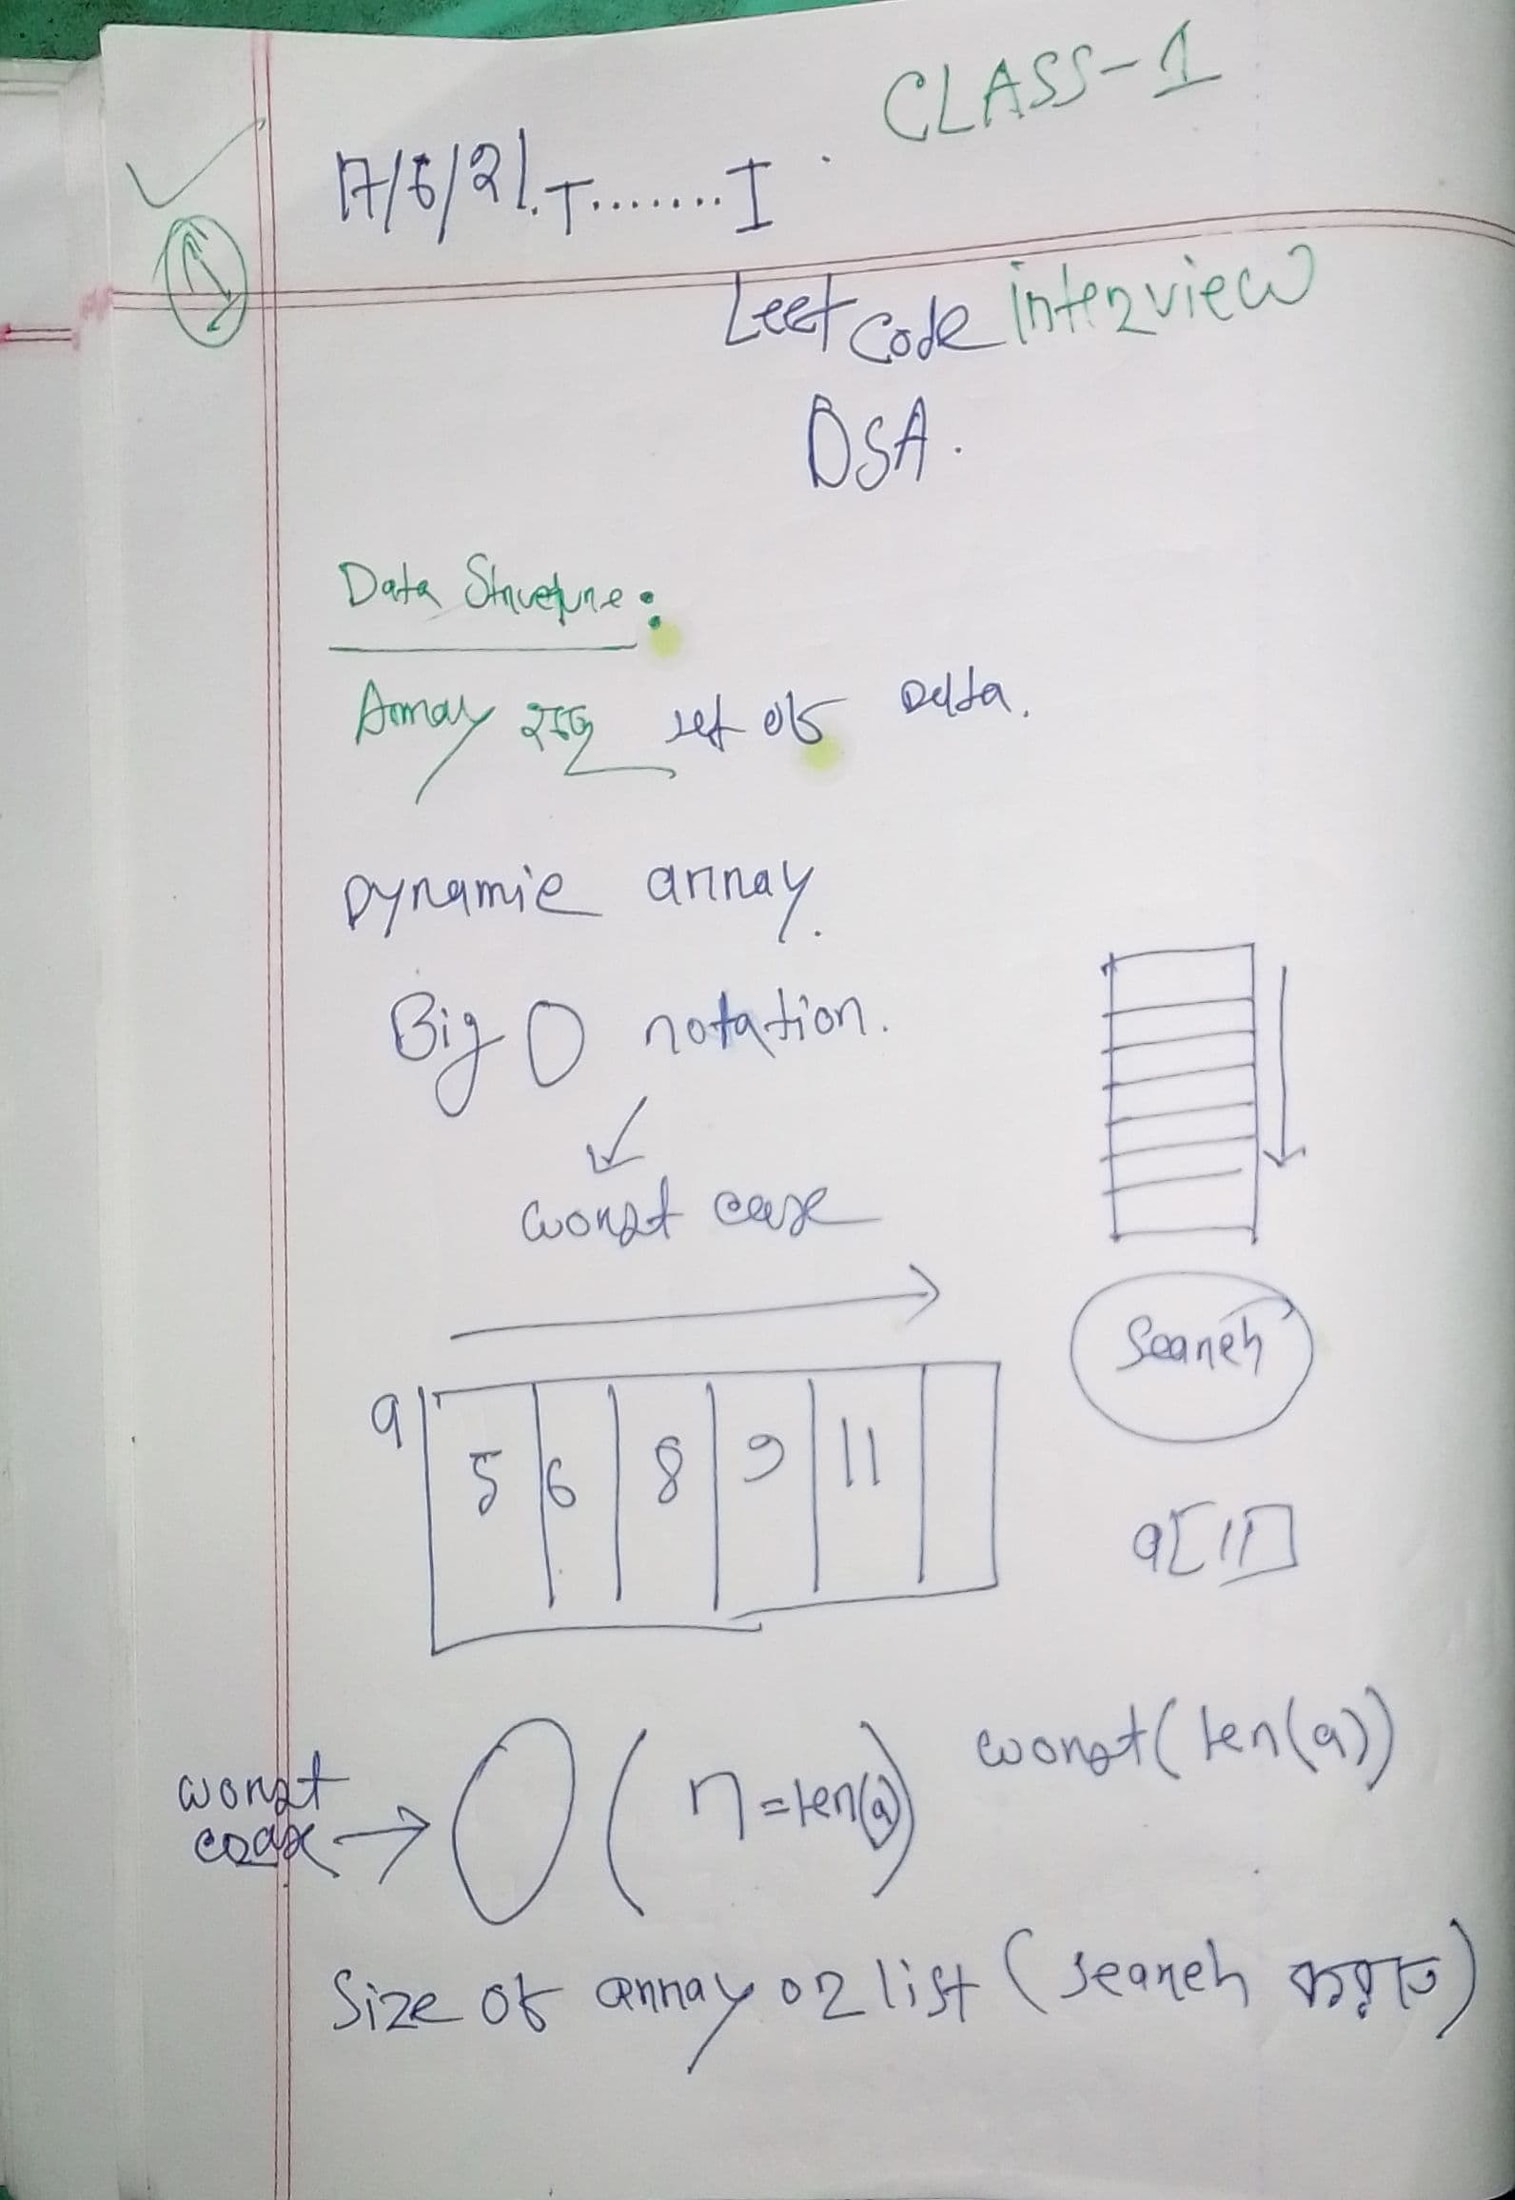 CLASS-1
17/6/21.T.......I
Leet code interview
DSA.
Data Structure:
Array হচ্ছে set of Data.
Dynamic array.
Big O notation.
worst case
Search
a 5 6 8 9 11
a[11]
worst case → O(n=len(a)) worst(len(a))
Size of array or list (search করতে)